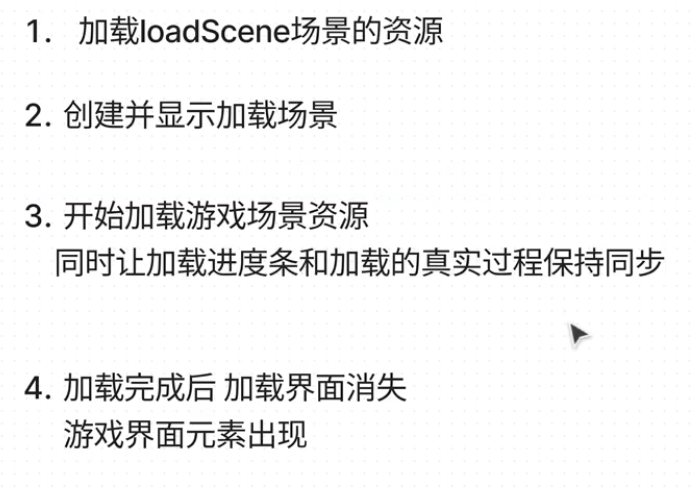 1. 加载loadScene场景的资源
2. 创建并显示加载场景
3. 开始加载游戏场景资源
同时让加载进度条和加载的真实过程保持同步
4. 加载完成后 加载界面消失
游戏界面元素出现